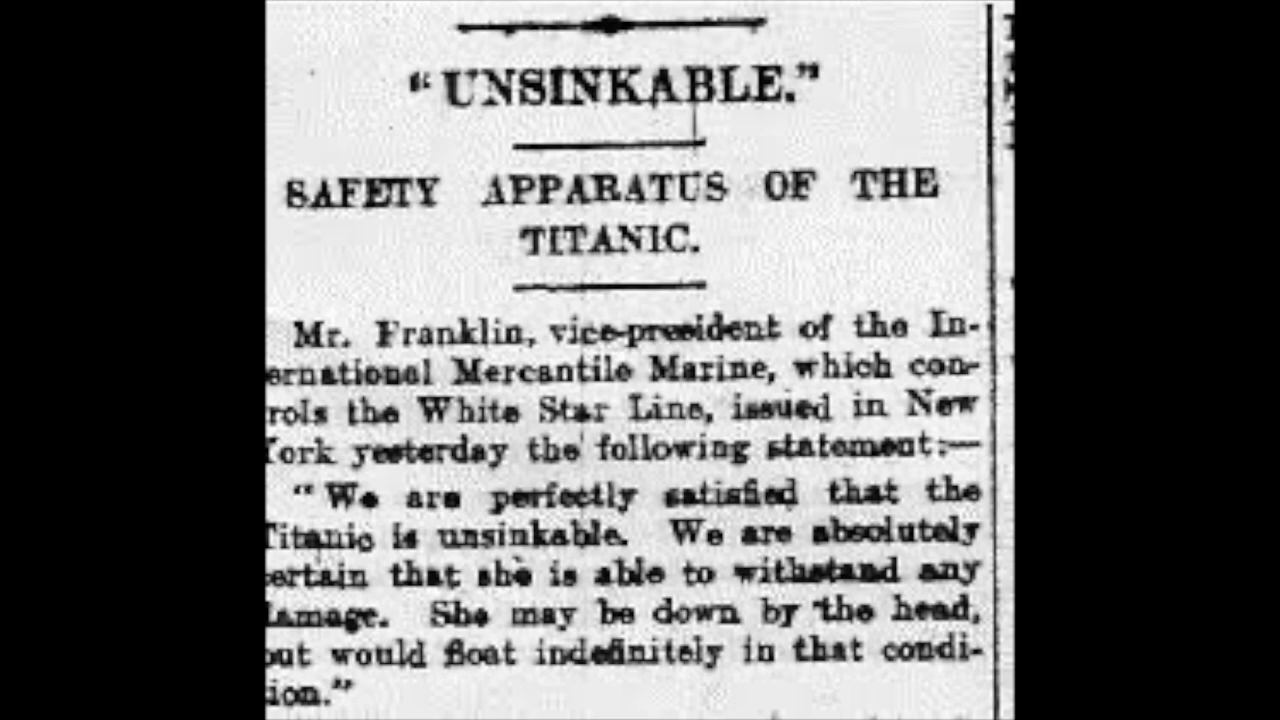 "UNSINKABLE."
SAFETY APPARATUS OF THE
TITANIC.
Mr. Franklin, vice-president of the In-
ernational Mercantile Marine, which con-
rols the White Star Line, issued in New
York yesterday the following statement:—
"We are perfectly satisfied that the
Titanic is unsinkable. We are absolutely
ertain that she is able to withstand any
damage. She may be down by the head,
but would float indefinitely in that condi-
ion."